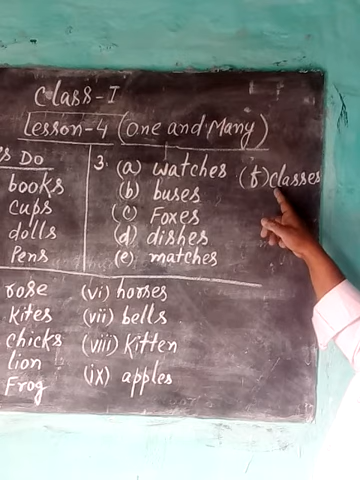 Class-I
Lesson-4 (One and Many)
Do
books
cups
dolls
Pens
3. (a) watches (f) classes
(b) buses
(c) Foxes
(d) dishes
(e) matches
rose (vi) horses
kites (vii) bells
chicks (viii) Kitten
lion (ix) apples
Frog